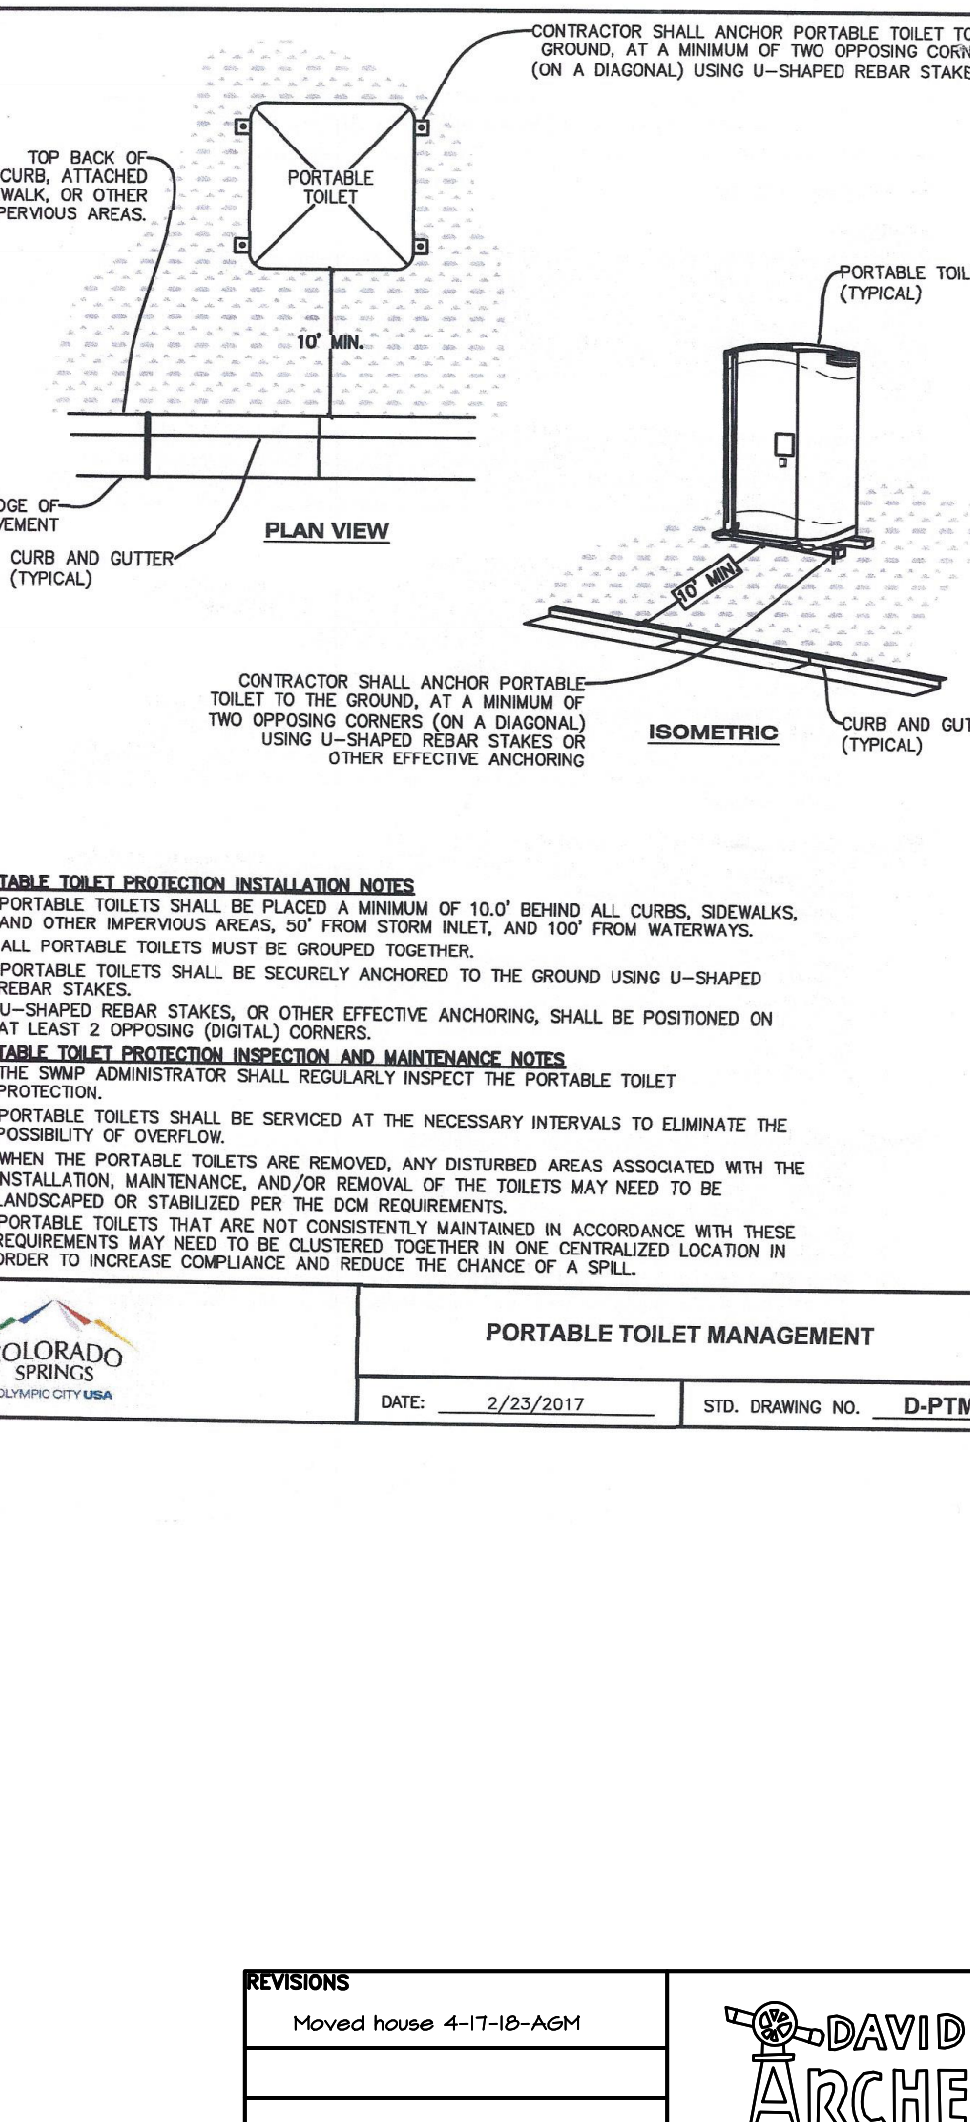 CONTRACTOR SHALL ANCHOR PORTABLE TOILET TO
GROUND, AT A MINIMUM OF TWO OPPOSING
(ON A DIAGONAL) USING U-SHAPED REBAR
TOP BACK OF
CURB, ATTACHED
WALK, OR OTHER
PERVIOUS AREAS.
PORTABLE
TOILET
10' MIN.
PORTABLE
(TYPICAL)
OF
CURB AND GUTTER
(TYPICAL)
PLAN VIEW
10' MIN
CONTRACTOR SHALL ANCHOR PORTABLE
TOILET TO THE GROUND, AT A MINIMUM OF
TWO OPPOSING CORNERS (ON A DIAGONAL)
USING U-SHAPED REBAR STAKES OR
OTHER EFFECTIVE ANCHORING
ISOMETRIC
CURB AND
(TYPICAL)
TABLE TOILET PROTECTION INSTALLATION NOTES
PORTABLE TOILETS SHALL BE PLACED A MINIMUM OF 10.0' BEHIND ALL CURBS, SIDEWALKS,
AND OTHER IMPERVIOUS AREAS, 50' FROM STORM INLET, AND 100' FROM WATERWAYS.
ALL PORTABLE TOILETS MUST BE GROUPED TOGETHER.
PORTABLE TOILETS SHALL BE SECURELY ANCHORED TO THE GROUND USING U-SHAPED
REBAR STAKES.
U-SHAPED REBAR STAKES, OR OTHER EFFECTIVE ANCHORING, SHALL BE POSITIONED ON
AT LEAST 2 OPPOSING (DIGITAL) CORNERS.
TABLE TOILET PROTECTION INSPECTION AND MAINTENANCE NOTES
THE SWMP ADMINISTRATOR SHALL REGULARLY INSPECT THE PORTABLE TOILET
PROTECTION.
PORTABLE TOILETS SHALL BE SERVICED AT THE NECESSARY INTERVALS TO ELIMINATE THE
POSSIBILITY OF OVERFLOW.
WHEN THE PORTABLE TOILETS ARE REMOVED, ANY DISTURBED AREAS ASSOCIATED WITH THE
INSTALLATION, MAINTENANCE, AND/OR REMOVAL OF THE TOILETS MAY NEED TO BE
LANDSCAPED OR STABILIZED PER THE DCM REQUIREMENTS.
PORTABLE TOILETS THAT ARE NOT CONSISTENTLY MAINTAINED IN ACCORDANCE WITH THESE
REQUIREMENTS MAY NEED TO BE CLUSTERED TOGETHER IN ONE CENTRALIZED LOCATION IN
ORDER TO INCREASE COMPLIANCE AND REDUCE THE CHANCE OF A SPILL.
COLORADO
SPRINGS
OLYMPIC CITY USA
PORTABLE TOILET MANAGEMENT
DATE: 2/23/2017
STD. DRAWING NO. D-PTM
REVISIONS
Moved house 4-17-18-AGM
DAVID
ARCHE